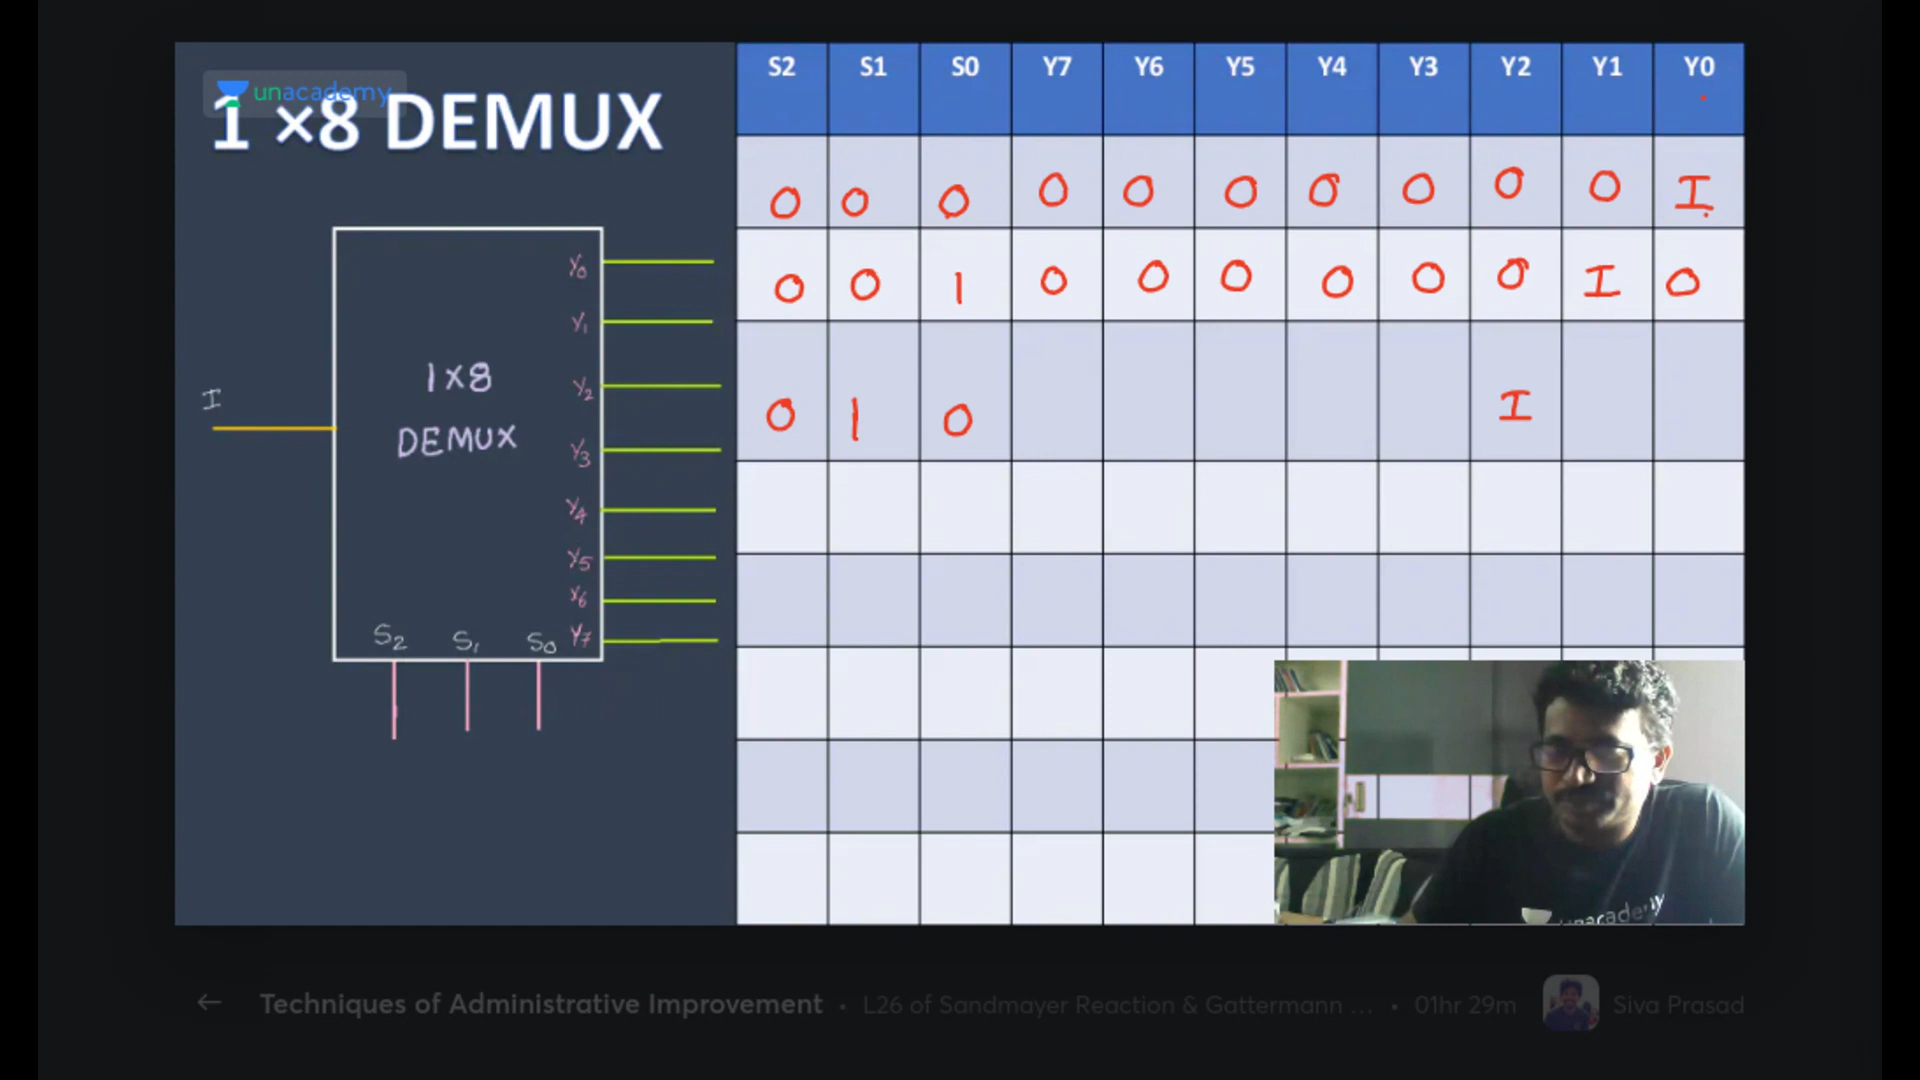 unacademy
1 ×8 DEMUX
I
1X8
DEMUX
Y0
Y1
Y2
Y3
Y4
Y5
Y6
Y7
S2 S1 S0
S2 S1 S0 Y7 Y6 Y5 Y4 Y3 Y2 Y1 Y0
0 0 0 0 0 0 0 0 0 0 I
0 0 1 0 0 0 0 0 0 I 0
0 1 0 I
unacademy
Techniques of Administrative Improvement • L26 of Sandmayer Reaction & Gattermann ... • 01hr 29m Siva Prasad